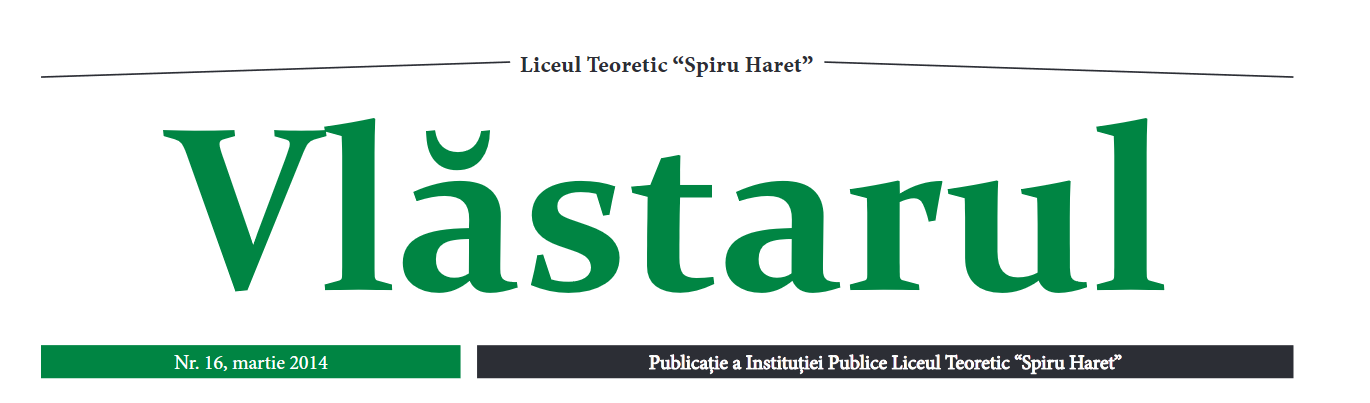 Liceul Teoretic “Spiru Haret”
Vlăstarul
Nr. 16, martie 2014
Publicație a Instituției Publice Liceul Teoretic “Spiru Haret”